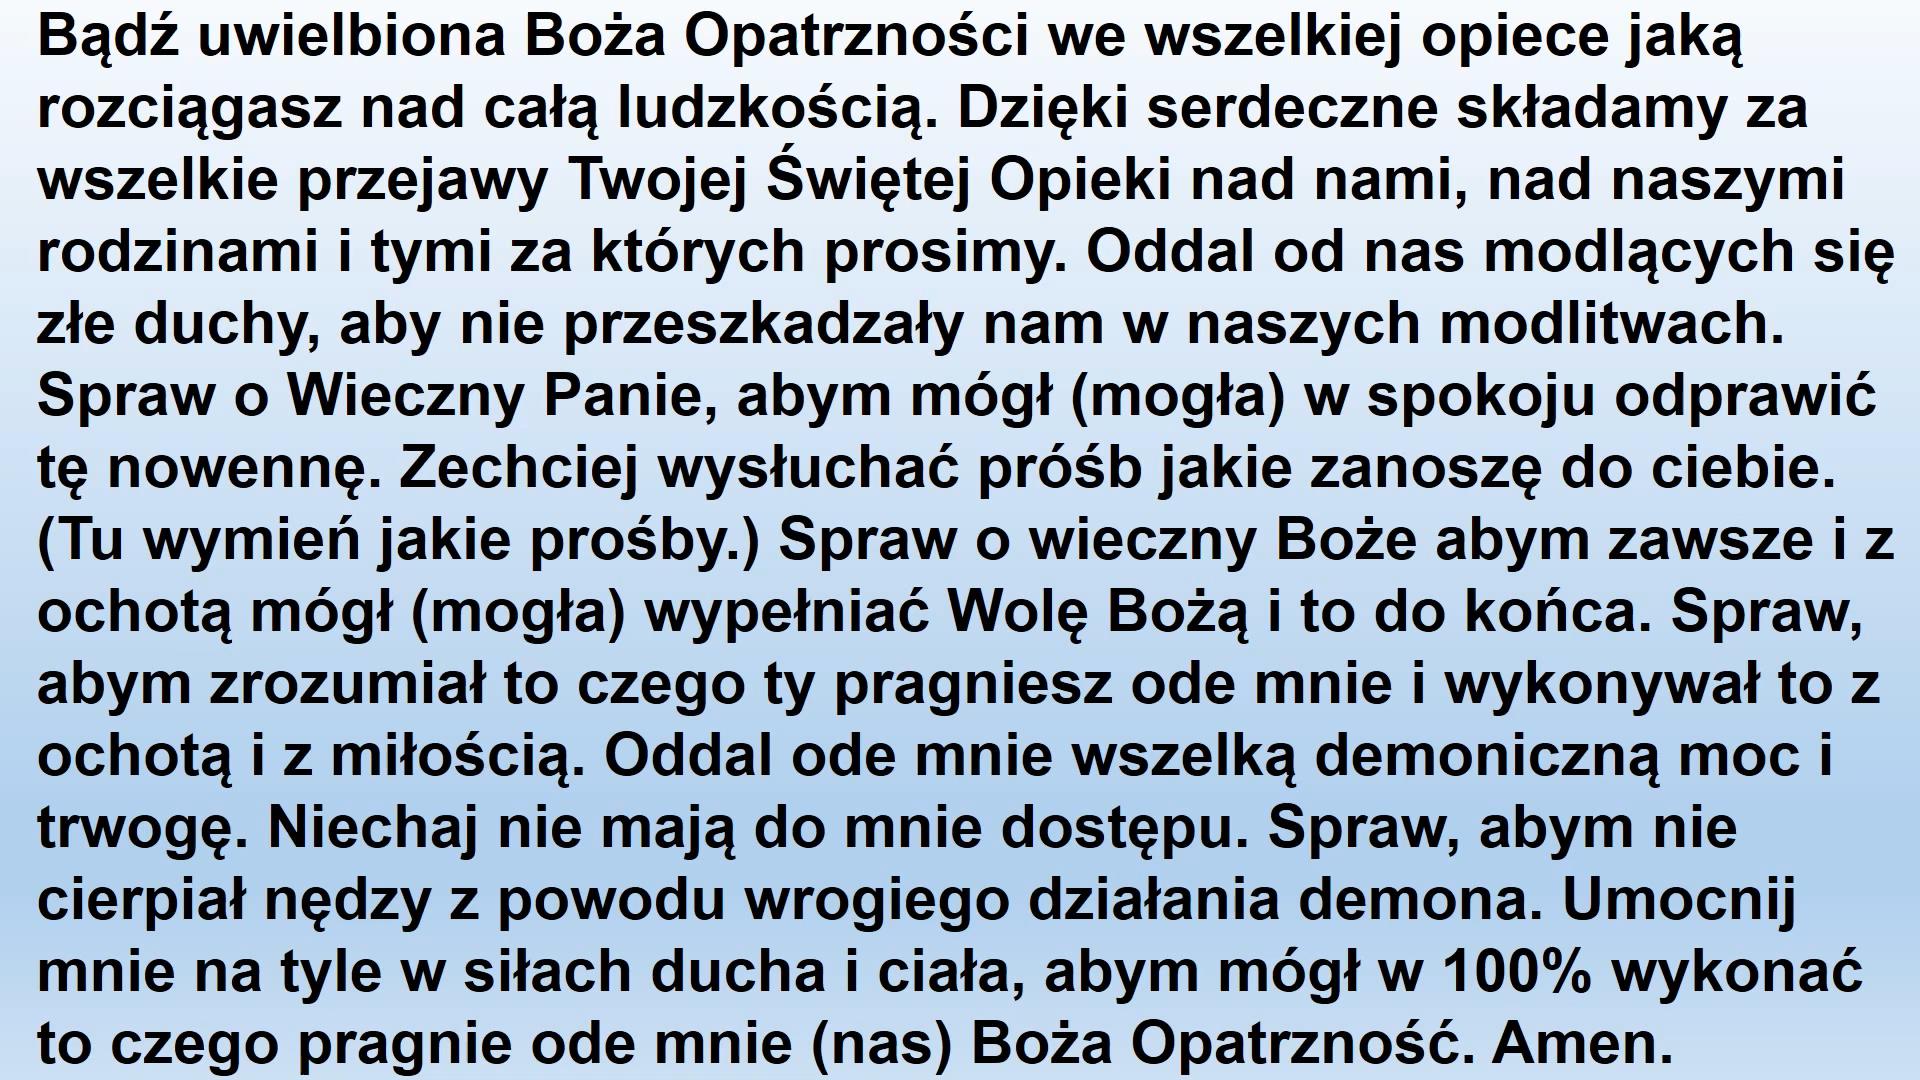 Bądź uwielbiona Boża Opatrzności we wszelkiej opiece jaką
rozciągasz nad całą ludzkością. Dzięki serdeczne składamy za
wszelkie przejawy Twojej Świętej Opieki nad nami, nad naszymi
rodzinami i tymi za których prosimy. Oddal od nas modlących się
złe duchy, aby nie przeszkadzały nam w naszych modlitwach.
Spraw o Wieczny Panie, abym mógł (mogła) w spokoju odprawić
tę nowennę. Zechciej wysłuchać próśb jakie zanoszę do ciebie.
(Tu wymień jakie prośby.) Spraw o wieczny Boże abym zawsze i z
ochotą mógł (mogła) wypełniać Wolę Bożą i to do końca. Spraw,
abym zrozumiał to czego ty pragniesz ode mnie i wykonywał to z
ochotą i z miłością. Oddal ode mnie wszelką demoniczną moc i
trwogę. Niechaj nie mają do mnie dostępu. Spraw, abym nie
cierpiał nędzy z powodu wrogiego działania demona. Umocnij
mnie na tyle w siłach ducha i ciała, abym mógł w 100% wykonać
to czego pragnie ode mnie (nas) Boża Opatrzność. Amen.